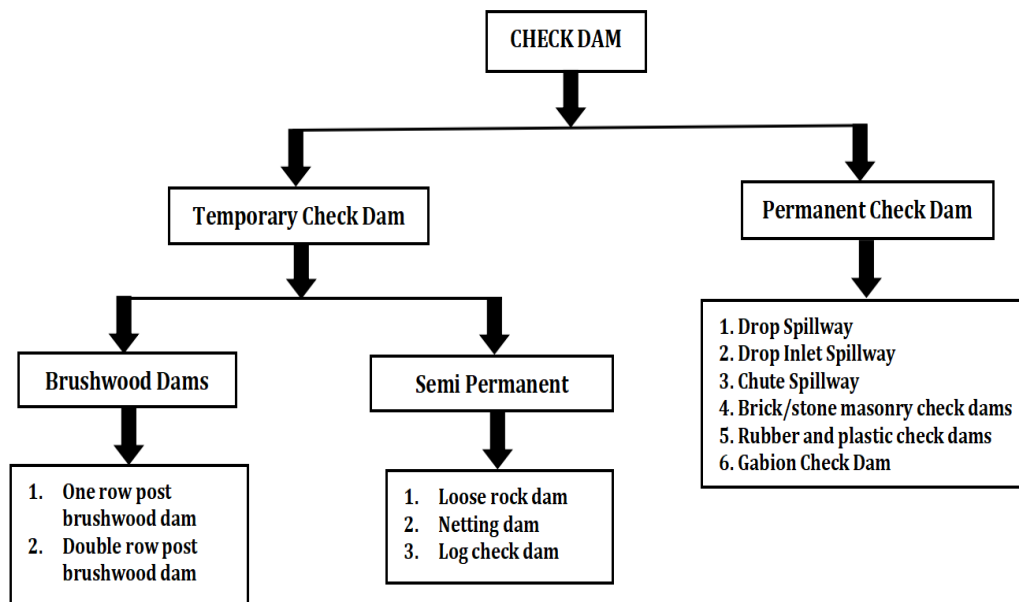 CHECK DAM
Temporary Check Dam
Permanent Check Dam
Brushwood Dams
Semi Permanent
1. One row post
brushwood dam
2. Double row post
brushwood dam
1. Loose rock dam
2. Netting dam
3. Log check dam
1. Drop Spillway
2. Drop Inlet Spillway
3. Chute Spillway
4. Brick/stone masonry check dams
5. Rubber and plastic check dams
6. Gabion Check Dam